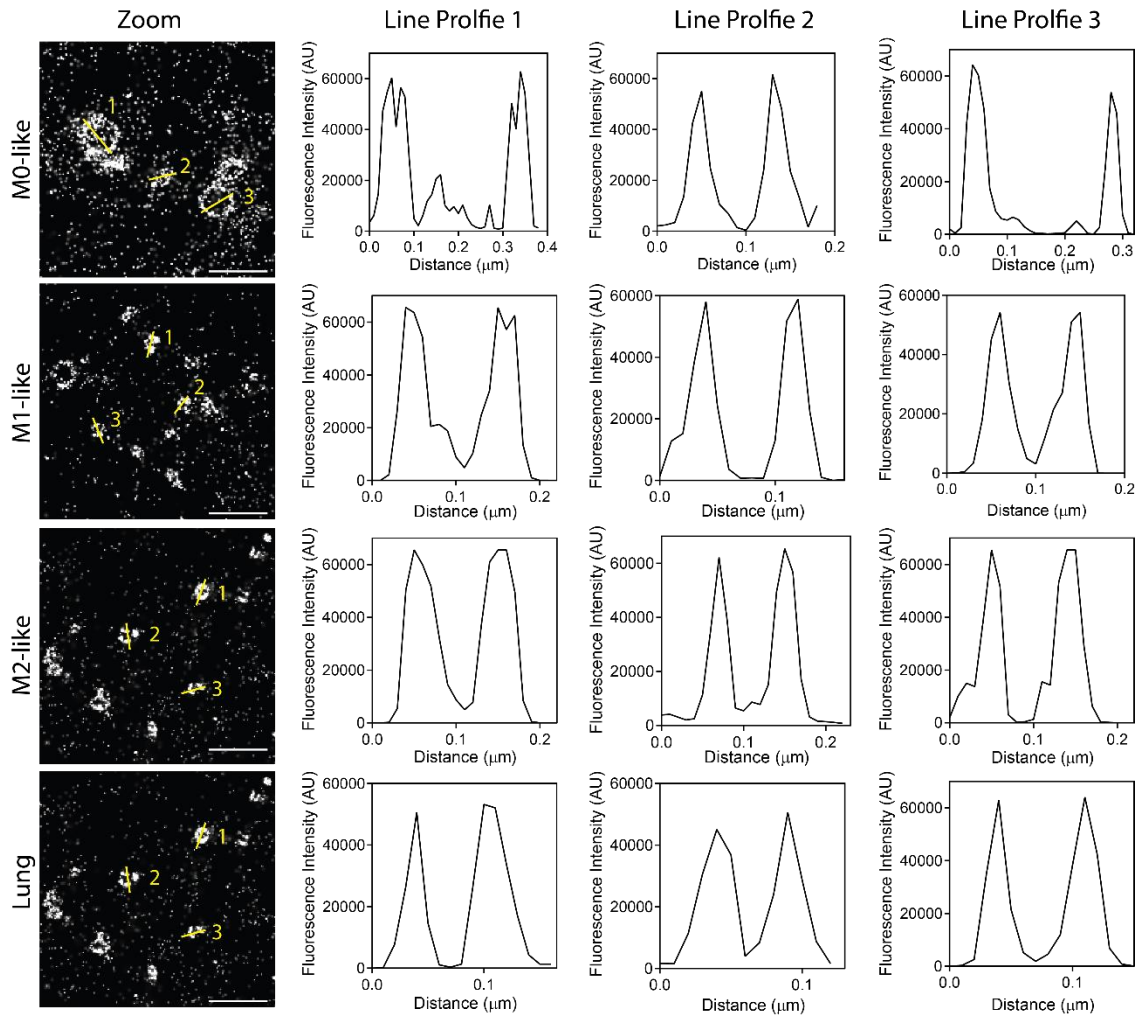 Zoom Line Prolfie 1 Line Prolfie 2 Line Prolfie 3
M0-like
1
2
3
Fluorescence Intensity (AU)
60000
40000
20000
0
0.0 0.1 0.2 0.3 0.4
Distance (μm)
Fluorescence Intensity (AU)
60000
40000
20000
0
0.0 0.1 0.2
Distance (μm)
Fluorescence Intensity (AU)
60000
40000
20000
0
0.0 0.1 0.2 0.3
Distance (μm)
M1-like
1
2
3
Fluorescence Intensity (AU)
60000
40000
20000
0
0.0 0.1 0.2
Distance (μm)
Fluorescence Intensity (AU)
60000
40000
20000
0
0.0 0.1
Distance (μm)
Fluorescence Intensity (AU)
60000
40000
20000
0
0.0 0.1 0.2
Distance (μm)
M2-like
1
2
3
Fluorescence Intensity (AU)
60000
40000
20000
0
0.0 0.1 0.2
Distance (μm)
Fluorescence Intensity (AU)
60000
40000
20000
0
0.0 0.1 0.2
Distance (μm)
Fluorescence Intensity (AU)
60000
40000
20000
0
0.0 0.1 0.2
Distance (μm)
Lung
1
2
3
Fluorescence Intensity (AU)
60000
40000
20000
0
0.0 0.1
Distance (μm)
Fluorescence Intensity (AU)
60000
40000
20000
0
0.0 0.1
Distance (μm)
Fluorescence Intensity (AU)
60000
40000
20000
0
0.0 0.1
Distance (μm)